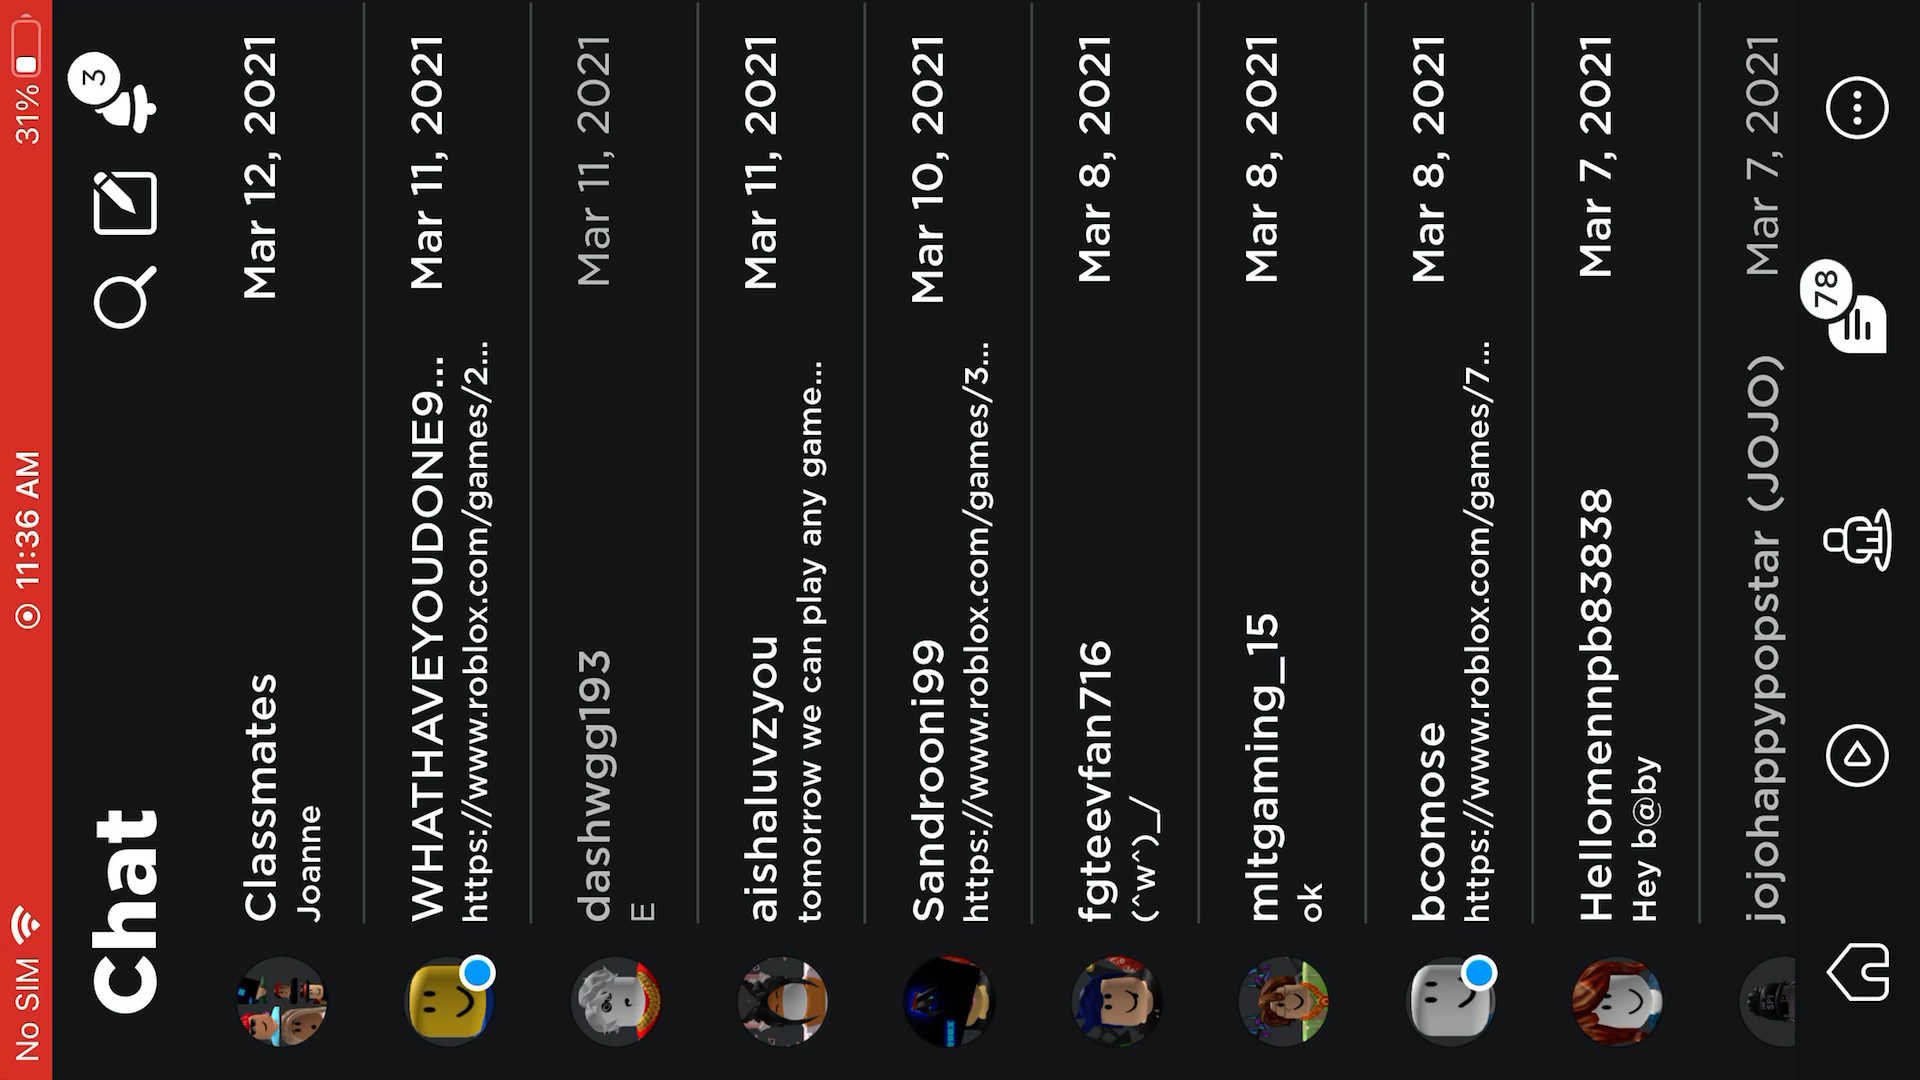 No SIM 11:36 AM 31%
Chat
3
Classmates Mar 12, 2021
Joanne
WHATHAVEYOUDONE9... Mar 11, 2021
https://www.roblox.com/games/2...
dashwgg193 Mar 11, 2021
E
aishaluvzyou Mar 11, 2021
tomorrow we can play any game...
Sandrooni99 Mar 10, 2021
https://www.roblox.com/games/3...
fgteevfan716 Mar 8, 2021
(^w^)_/
mltgaming_15 Mar 8, 2021
ok
bcomose Mar 8, 2021
https://www.roblox.com/games/7...
Hellomennpb83838 Mar 7, 2021
Hey b@by
jojohappypopstar (JOJO) Mar 7, 2021
78